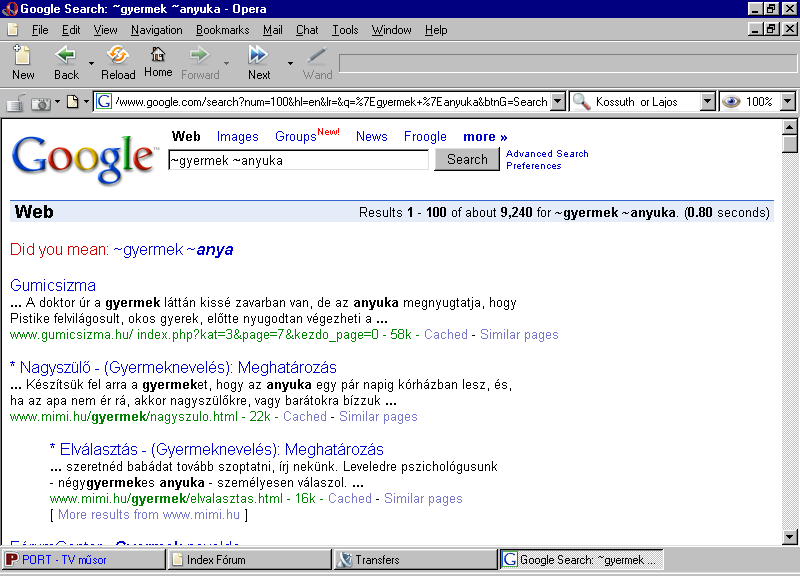 Google Search: ~gyermek ~anyuka - Opera
File Edit View Navigation Bookmarks Mail Chat Tools Window Help
New Back Reload Home Forward Next Wand
/www.google.com/search?num=100&hl=en&lr=&q=%7Egyermek+%7Eanyuka&btnG=Search
Kossuth or Lajos
100%
Web Images Groups New! News Froogle more »
Google™
~gyermek ~anyuka
Search
Advanced Search
Preferences
Web
Results 1 - 100 of about 9,240 for ~gyermek ~anyuka. (0.80 seconds)
Did you mean: ~gyermek ~anya
Gumicsizma
... A doktor úr a gyermek láttán kissé zavarban van, de az anyuka megnyugtatja, hogy
Pistike felvilágosult, okos gyerek, előtte nyugodtan végezheti a ...
www.gumicsizma.hu/ index.php?kat=3&page=7&kezdo_page=0 - 58k - Cached - Similar pages
* Nagyszülő - (Gyermeknevelés): Meghatározás
... Készítsük fel arra a gyermeket, hogy az anyuka egy pár napig kórházban lesz, és,
ha az apa nem ér rá, akkor nagyszülőkre, vagy barátokra bízzuk ...
www.mimi.hu/gyermek/nagyszulo.html - 22k - Cached - Similar pages
* Elválasztás - (Gyermeknevelés): Meghatározás
... szeretnéd babádat tovább szoptatni, írj nekünk. Leveledre pszichológusunk
- négygyermekes anyuka - személyesen válaszol. ...
www.mimi.hu/gyermek/elvalasztas.html - 16k - Cached - Similar pages
[ More results from www.mimi.hu ]
PORT - TV műsor
Index Fórum
Transfers
Google Search: ~gyermek ...